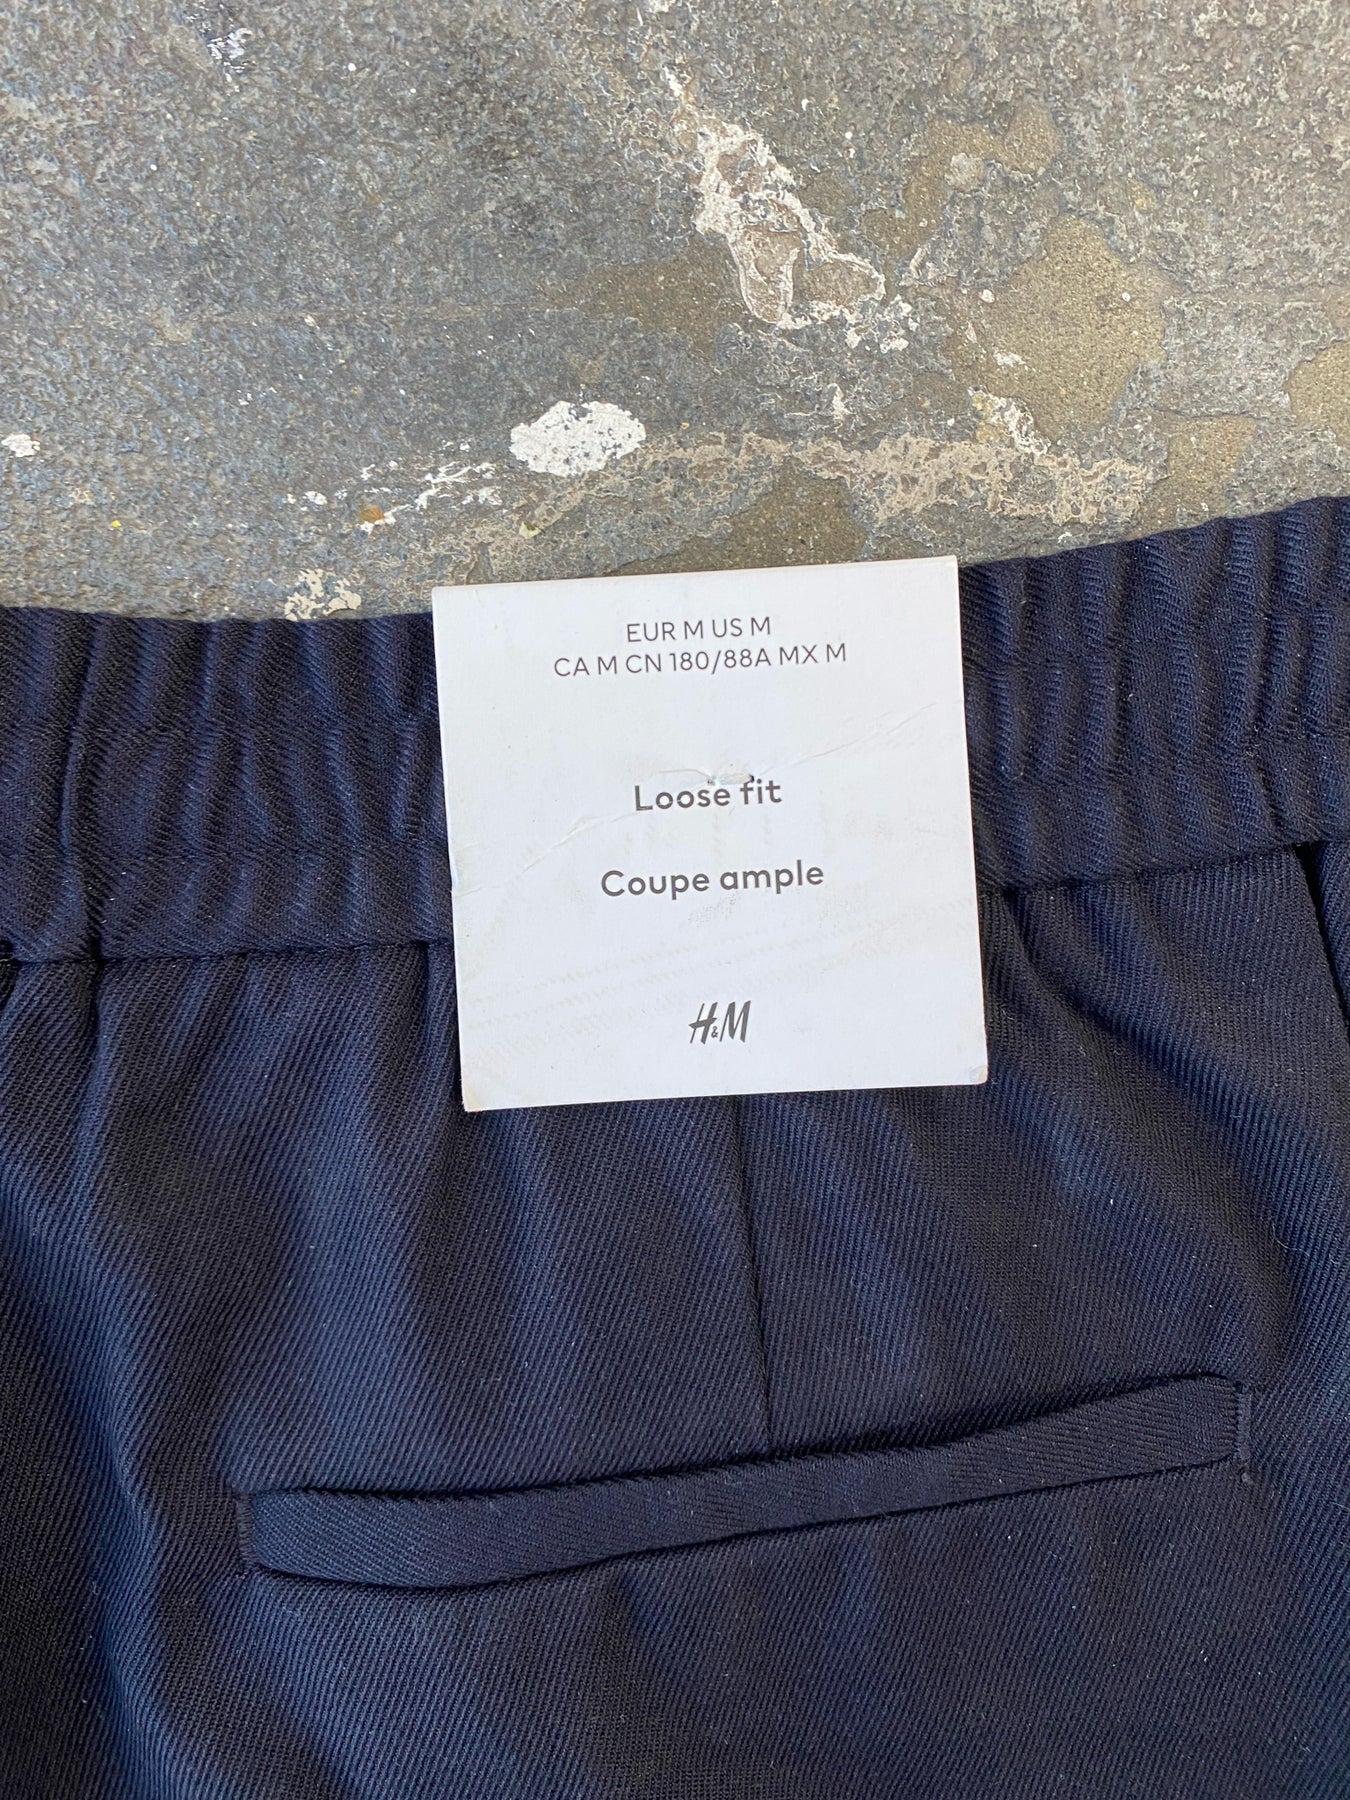 EUR M US M
CA M CN 180/88A MX M
Loose fit
Coupe ample
H&M